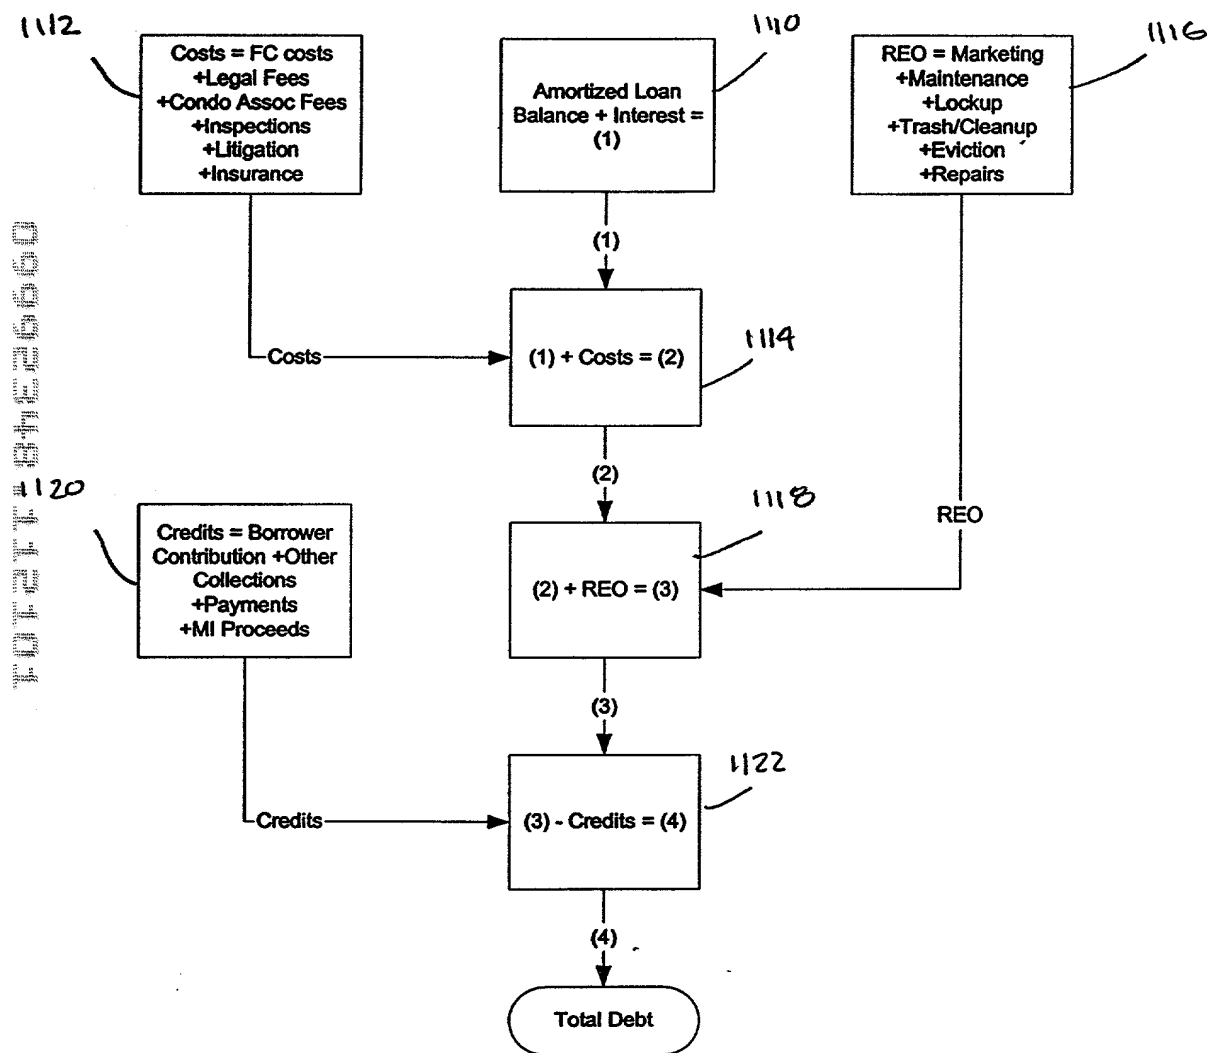 1112
Costs = FC costs
+Legal Fees
+Condo Assoc Fees
+Inspections
+Litigation
+Insurance
1110
Amortized Loan
Balance + Interest =
(1)
1116
REO = Marketing
+Maintenance
+Lockup
+Trash/Cleanup
+Eviction
+Repairs
(1)
Costs
(1) + Costs = (2)
1114
(2)
1120
Credits = Borrower
Contribution +Other
Collections
+Payments
+MI Proceeds
1118
(2) + REO = (3)
REO
(3)
1122
Credits
(3) - Credits = (4)
(4)
Total Debt